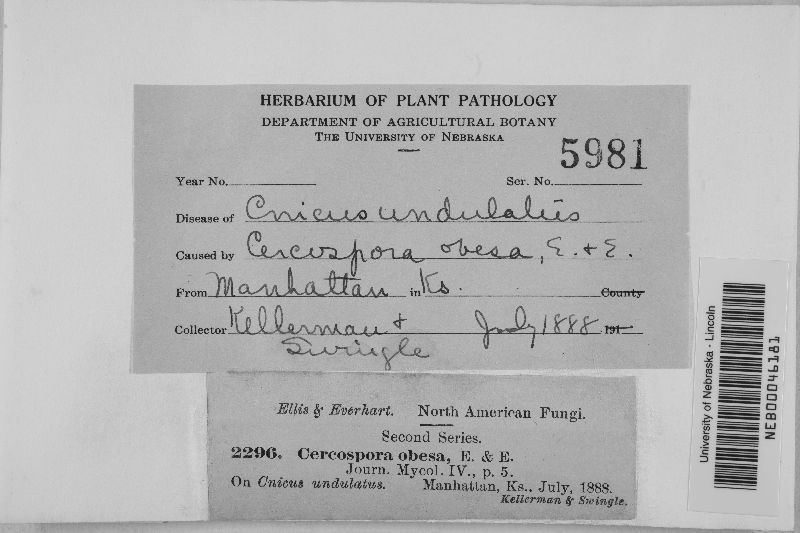 HERBARIUM OF PLANT PATHOLOGY
DEPARTMENT OF AGRICULTURAL BOTANY
THE UNIVERSITY OF NEBRASKA
5981
Year No. Ser. No.
Disease of Cnicus undulatus
Caused by Cercospora obesa, E. & E.
From Manhattan in Ks. County
Collector Kellerman & July 1888 191
Swingle
Ellis & Everhart. North American Fungi.
Second Series.
2296. Cercospora obesa, E. & E.
Journ. Mycol. IV., p. 5.
On Cnicus undulatus. Manhattan, Ks., July, 1888.
Kellerman & Swingle.
University of Nebraska - Lincoln
NEB00046181